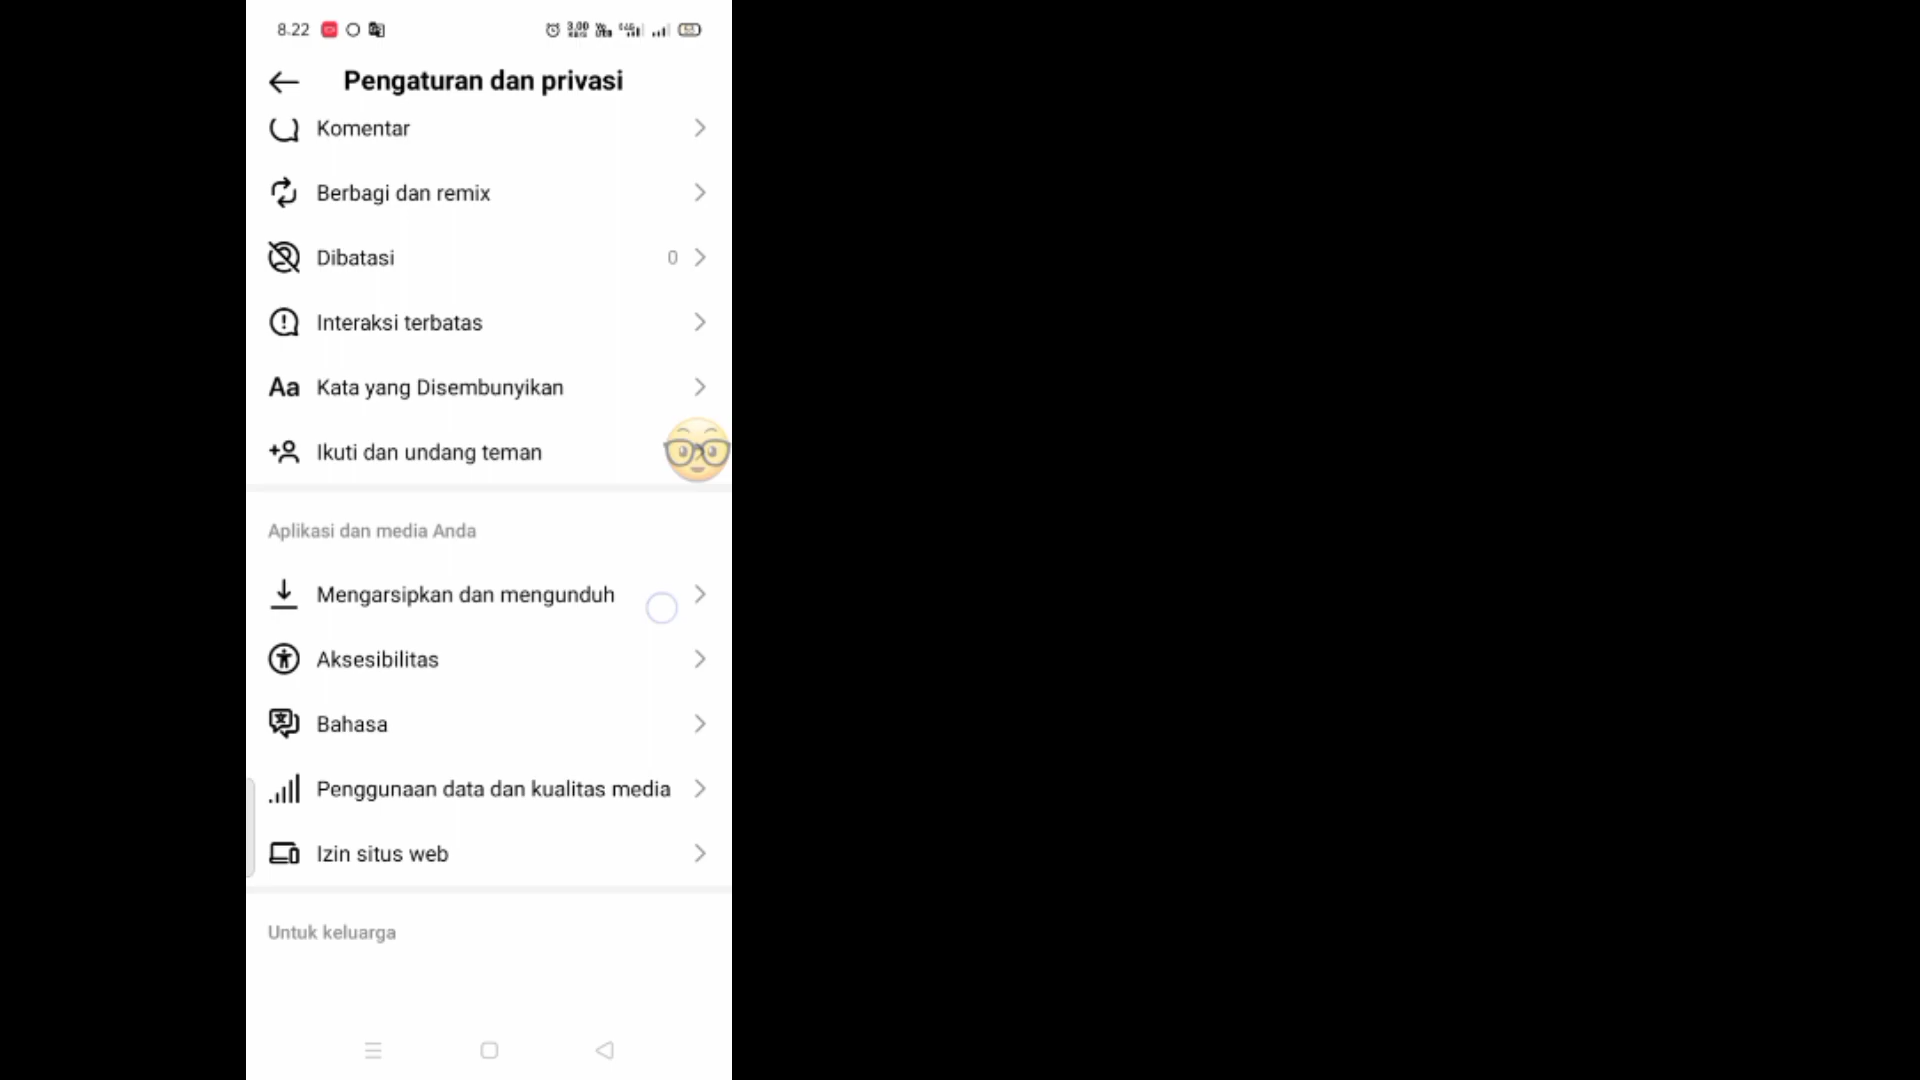 8.22
Pengaturan dan privasi
Komentar
Berbagi dan remix
Dibatasi 0
Interaksi terbatas
Aa Kata yang Disembunyikan
Ikuti dan undang teman
Aplikasi dan media Anda
Mengarsipkan dan mengunduh
Aksesibilitas
Bahasa
Penggunaan data dan kualitas media
Izin situs web
Untuk keluarga